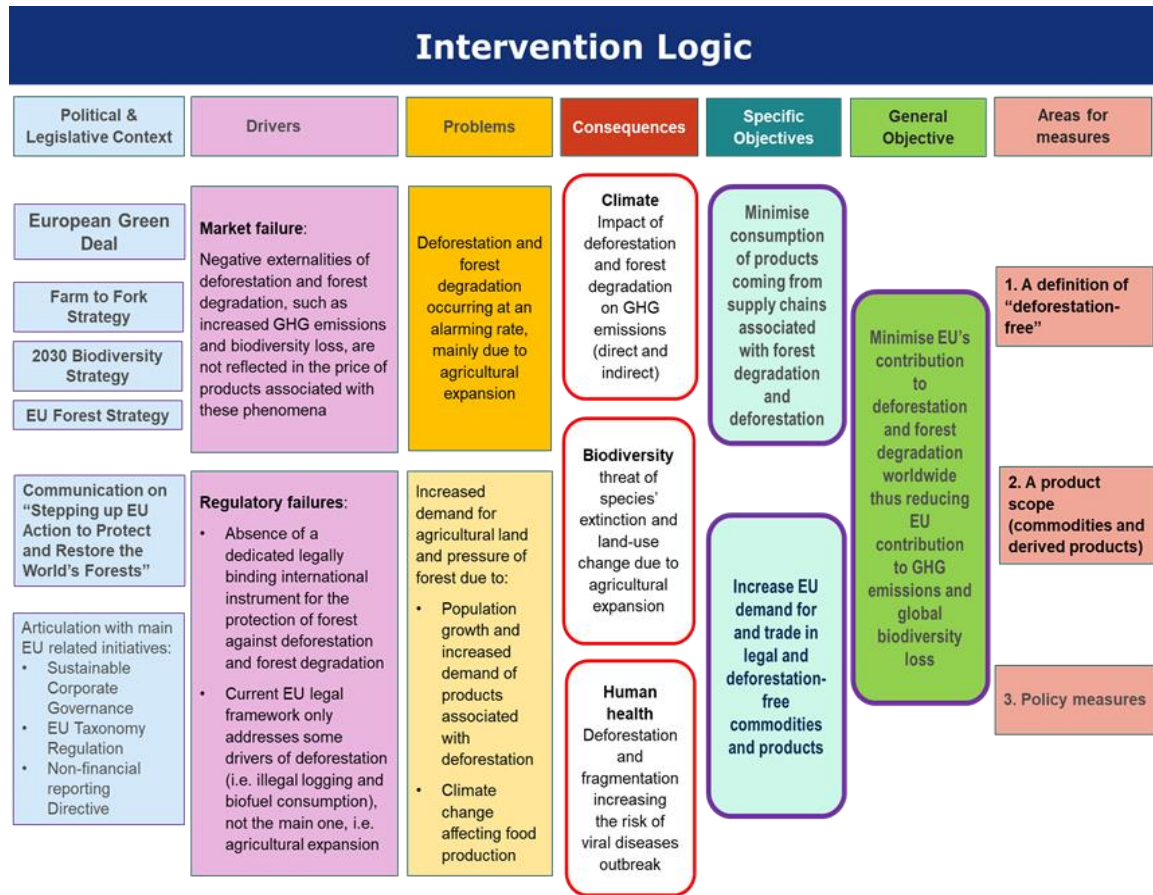 Intervention Logic
Political &
Legislative Context
Drivers
Problems
Consequences
Specific
Objectives
General
Objective
Areas for
measures
European Green
Deal
Farm to Fork
Strategy
2030 Biodiversity
Strategy
EU Forest Strategy
Communication on
“Stepping up EU
Action to Protect
and Restore the
World’s Forests”
Articulation with main
EU related initiatives:
• Sustainable
Corporate
Governance
• EU Taxonomy
Regulation
• Non-financial
reporting
Directive
Market failure:
Negative externalities of
deforestation and forest
degradation, such as
increased GHG emissions
and biodiversity loss, are
not reflected in the price of
products associated with
these phenomena
Regulatory failures:
• Absence of a
dedicated legally
binding international
instrument for the
protection of forest
against deforestation
and forest degradation
• Current EU legal
framework only
addresses some
drivers of deforestation
(i.e. illegal logging and
biofuel consumption),
not the main one, i.e.
agricultural expansion
Deforestation and
forest
degradation
occurring at an
alarming rate,
mainly due to
agricultural
expansion
Increased
demand for
agricultural land
and pressure of
forest due to:
• Population
growth and
increased
demand of
products
associated
with
deforestation
• Climate
change
affecting food
production
Climate
Impact of
deforestation
and forest
degradation
on GHG
emissions
(direct and
indirect)
Biodiversity
threat of
species’
extinction and
land-use
change due to
agricultural
expansion
Human
health
Deforestation
and
fragmentation
increasing
the risk of
viral diseases
outbreak
Minimise
consumption
of products
coming from
supply chains
associated
with forest
degradation
and
deforestation
Increase EU
demand for
and trade in
legal and
deforestation-
free
commodities
and products
Minimise EU’s
contribution
to
deforestation
and forest
degradation
worldwide
thus reducing
EU
contribution
to GHG
emissions and
global
biodiversity
loss
1. A definition of
“deforestation-
free”
2. A product
scope
(commodities and
derived products)
3. Policy measures